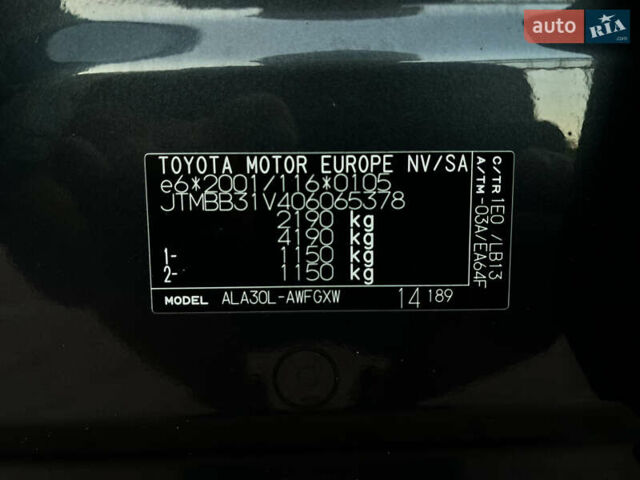 auto RIA
.com
TOYOTA MOTOR EUROPE NV/SA
e6*2001/116*0105
JTMBB31V406065378
2190 kg
4190 kg
1- 1150 kg
2- 1150 kg
MODEL ALA30L-AWFGXW 14 189
C/TR 1E0 /LB13
A/TM -03A/EA64F